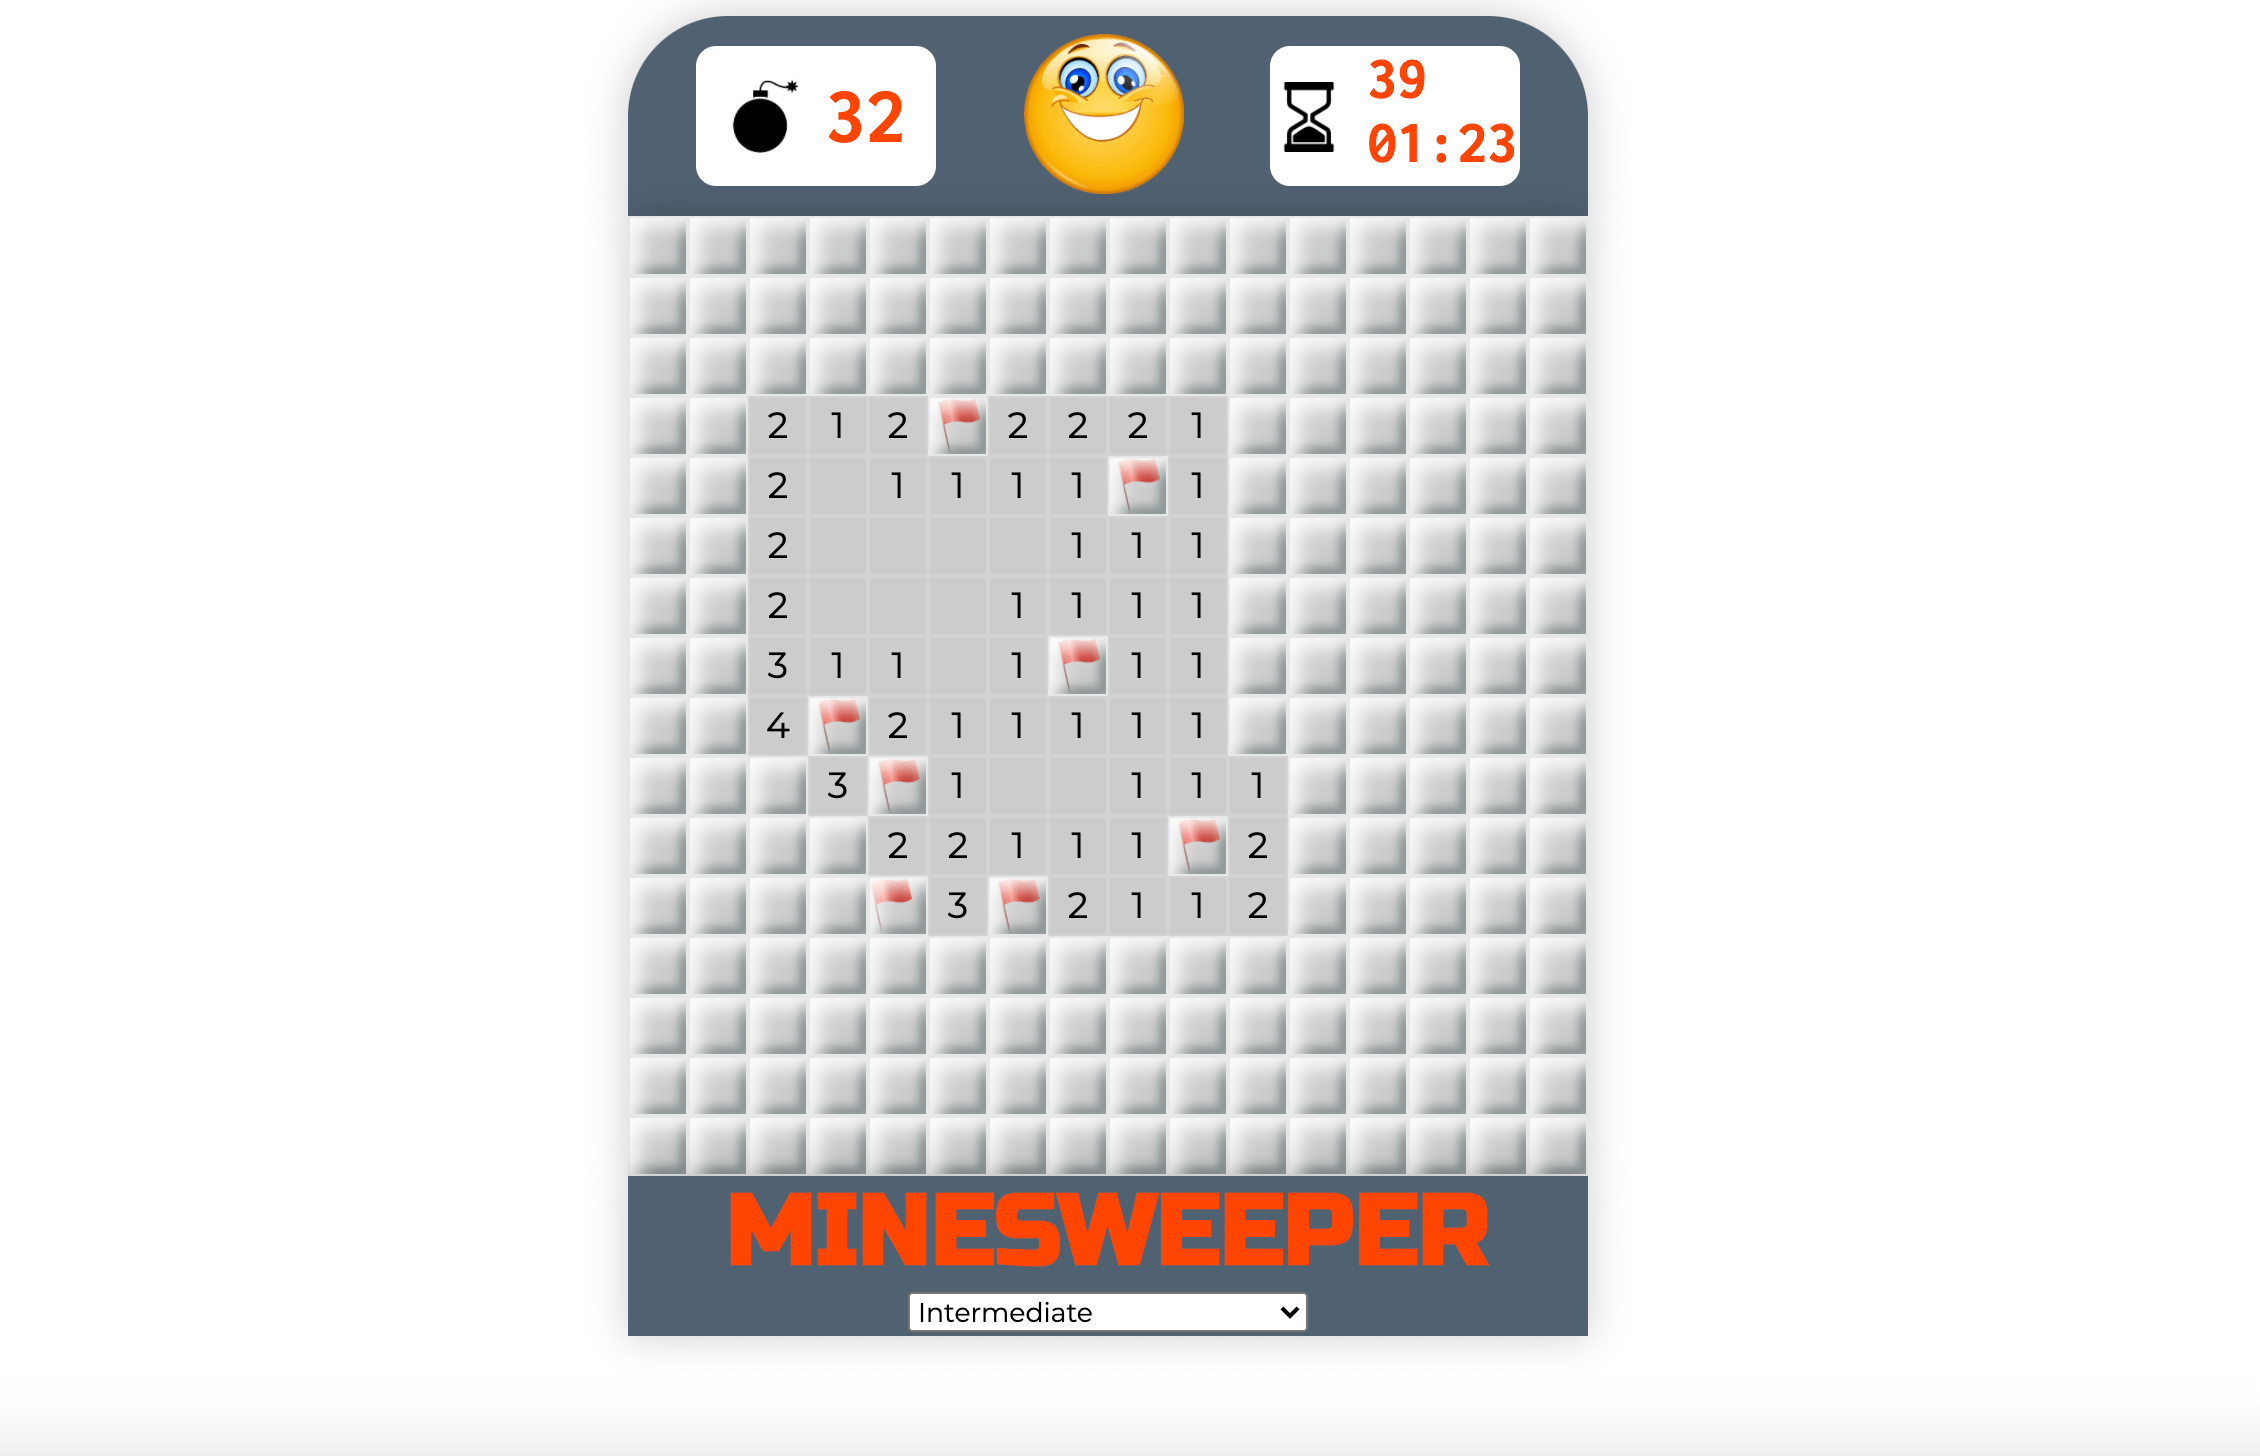 32
39
01:23
2 1 2 2 2 2 1
2 1 1 1 1 1
2 1 1 1
2 1 1 1 1
3 1 1 1 1 1
4 2 1 1 1 1 1
3 1 1 1 1
2 2 1 1 1 2
3 2 1 1 2
MINESWEEPER
Intermediate